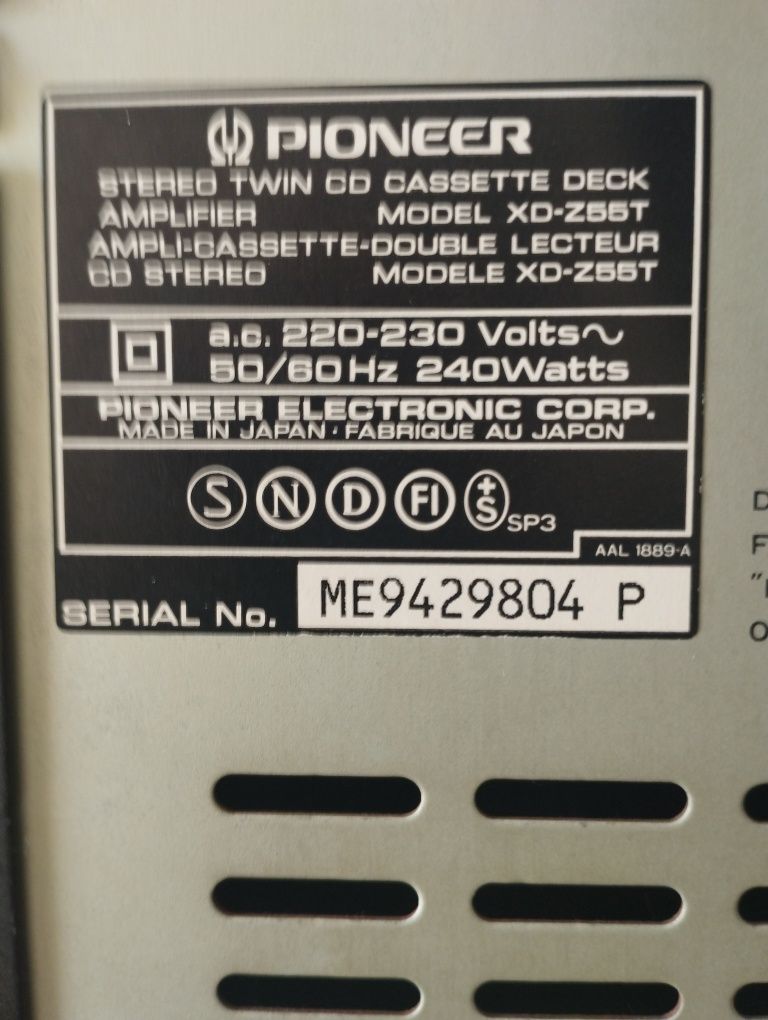 PIONEER
STEREO TWIN CD CASSETTE DECK
AMPLIFIER MODEL XD-Z55T
AMPLI-CASSETTE-DOUBLE LECTEUR
CD STEREO MODELE XD-Z55T
a.c. 220-230 Volts~
50/60Hz 240Watts
PIONEER ELECTRONIC CORP.
MADE IN JAPAN · FABRIQUE AU JAPON
S N D FI +S SP3
AAL 1889-A
SERIAL No. ME9429804 P